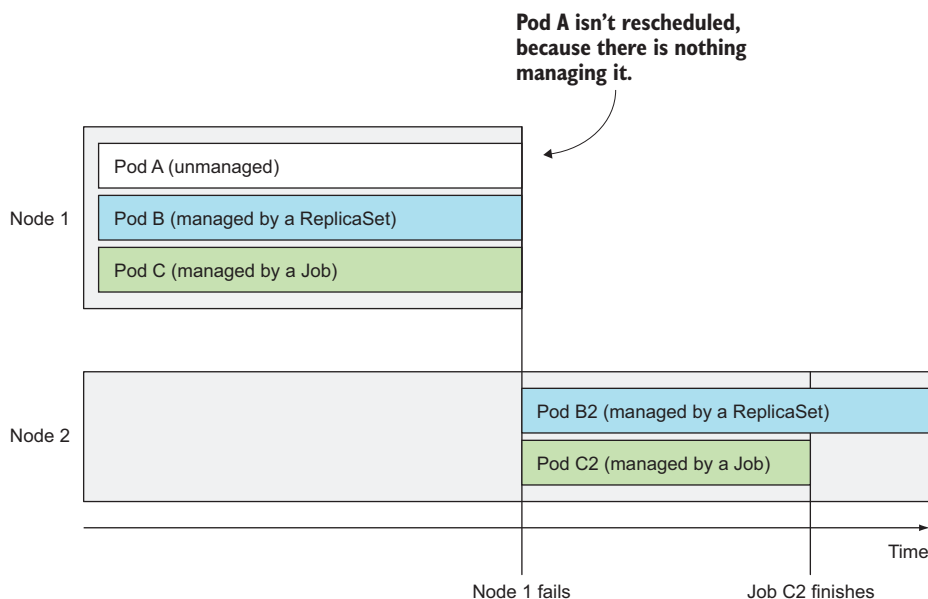 Pod A isn't rescheduled,
because there is nothing
managing it.
Node 1
Pod A (unmanaged)
Pod B (managed by a ReplicaSet)
Pod C (managed by a Job)
Node 2
Pod B2 (managed by a ReplicaSet)
Pod C2 (managed by a Job)
Time
Node 1 fails
Job C2 finishes